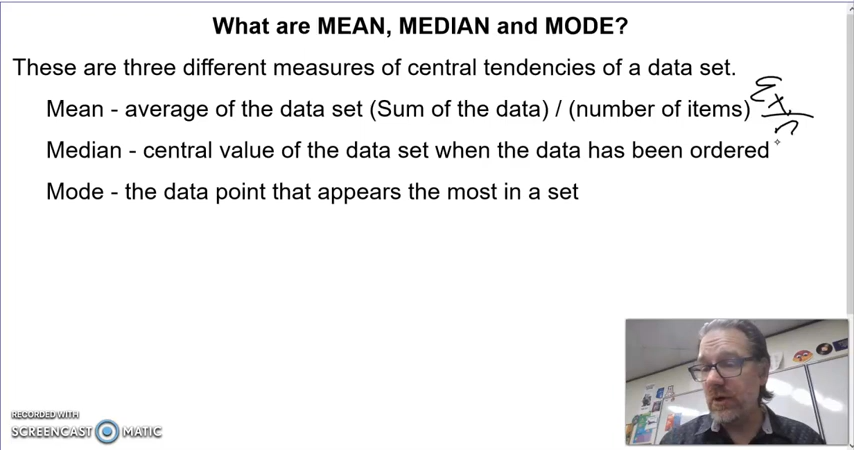 What are MEAN, MEDIAN and MODE?
These are three different measures of central tendencies of a data set.
Mean - average of the data set (Sum of the data) / (number of items) Σx/n
Median - central value of the data set when the data has been ordered
Mode - the data point that appears the most in a set
RECORDED WITH
SCREENCAST MATIC